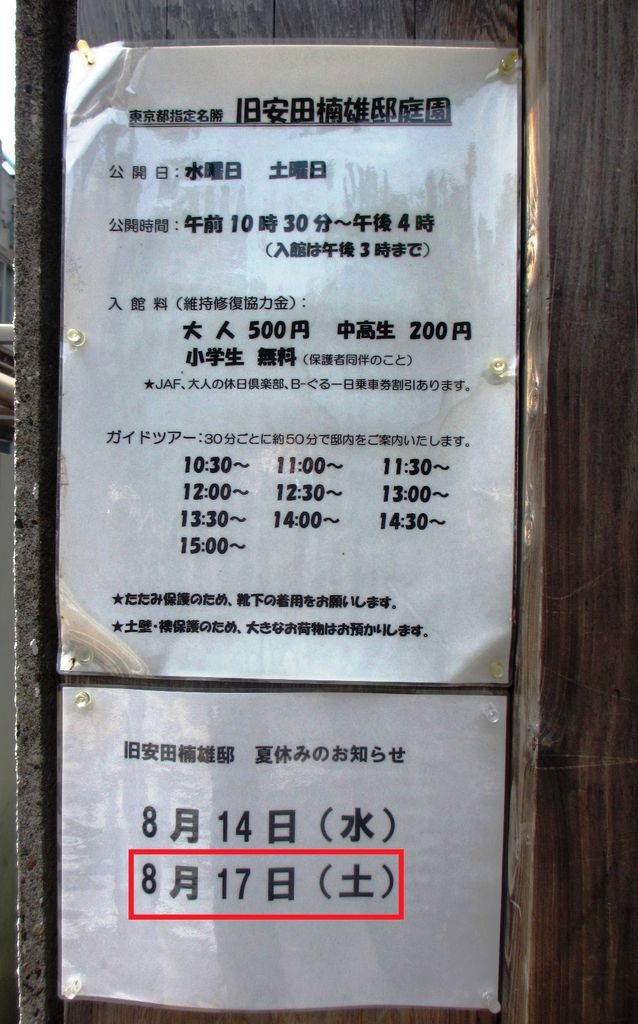 東京都指定名勝 旧安田楠雄邸庭園
公 開 日：水曜日 土曜日
公開時間：午前10時30分～午後4時
（入館は午後3時まで）
入 館 料（維持修復協力金）：
大 人 500円 中高生 200円
小学生 無料（保護者同伴のこと）
★JAF、大人の休日倶楽部、B-ぐる一日乗車券割引あります。
ガイドツアー：30分ごとに約50分で邸内をご案内いたします。
10:30～ 11:00～ 11:30～
12:00～ 12:30～ 13:00～
13:30～ 14:00～ 14:30～
15:00～
★たたみ保護のため、靴下の着用をお願いします。
★土壁・襖保護のため、大きなお荷物はお預かりします。
旧安田楠雄邸 夏休みのお知らせ
8月14日（水）
8月17日（土）